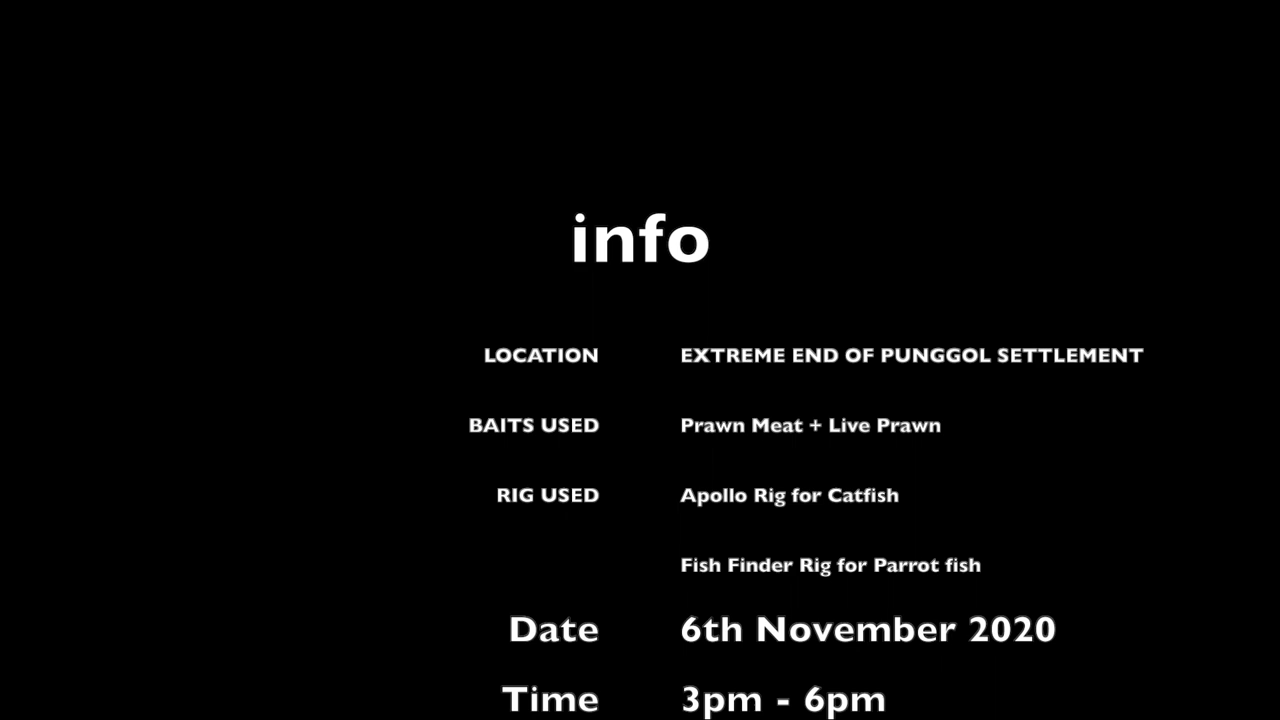 info
LOCATION EXTREME END OF PUNGGOL SETTLEMENT
BAITS USED Prawn Meat + Live Prawn
RIG USED Apollo Rig for Catfish
Fish Finder Rig for Parrot fish
Date 6th November 2020
Time 3pm - 6pm